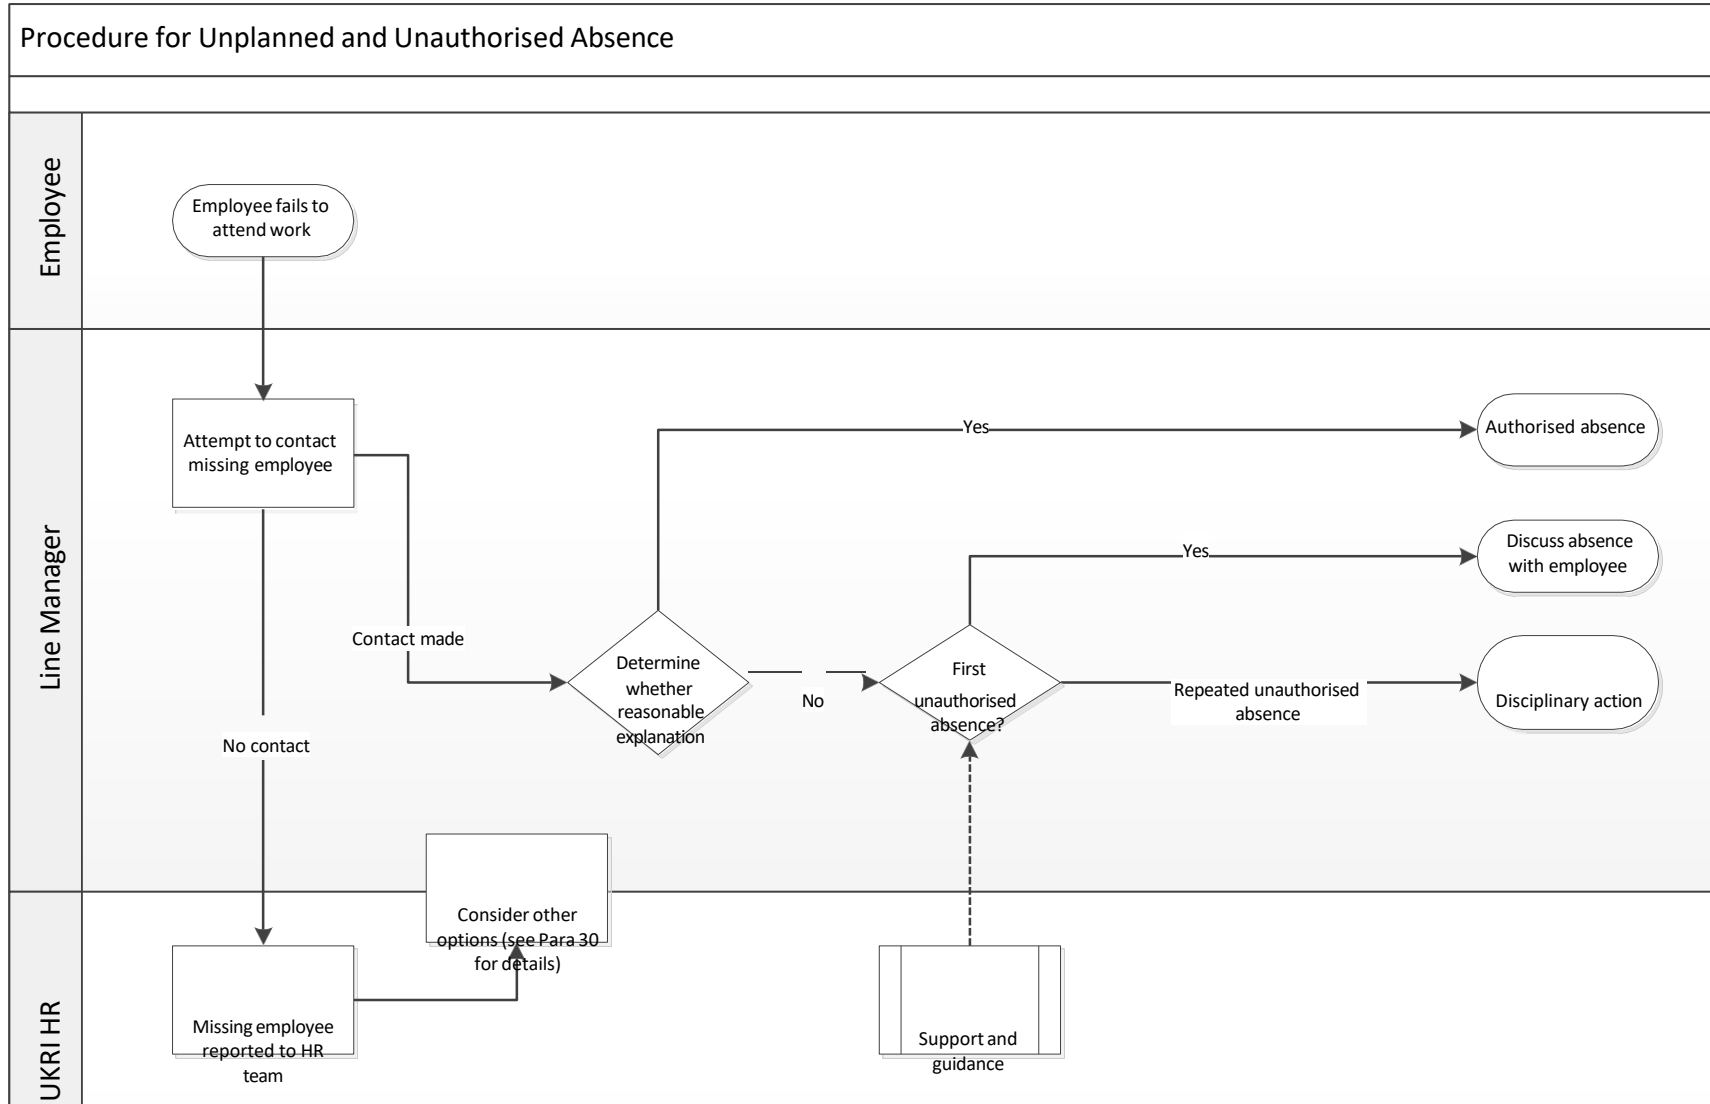 Procedure for Unplanned and Unauthorised Absence
Employee
Employee fails to
attend work
Line Manager
Attempt to contact
missing employee
Yes
Authorised absence
Yes
Discuss absence
with employee
Contact made
Determine
whether
reasonable
explanation
No
First
unauthorised
absence?
Repeated unauthorised
absence
Disciplinary action
No contact
Consider other
options (see Para 30
for details)
UKRI HR
Missing employee
reported to HR
team
Support and
guidance